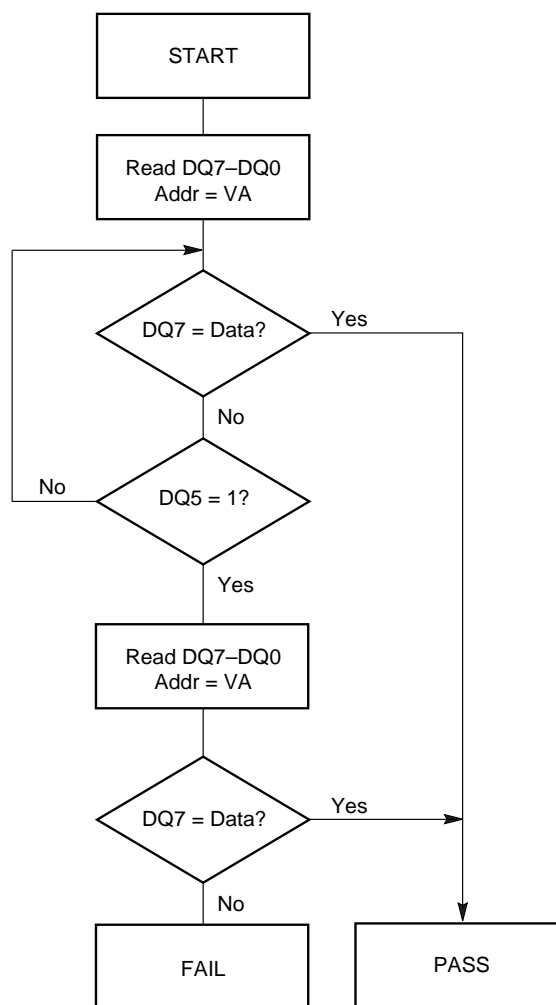 START
Read DQ7–DQ0
Addr = VA
DQ7 = Data?
Yes
No
No
DQ5 = 1?
Yes
Read DQ7–DQ0
Addr = VA
DQ7 = Data?
Yes
No
FAIL
PASS